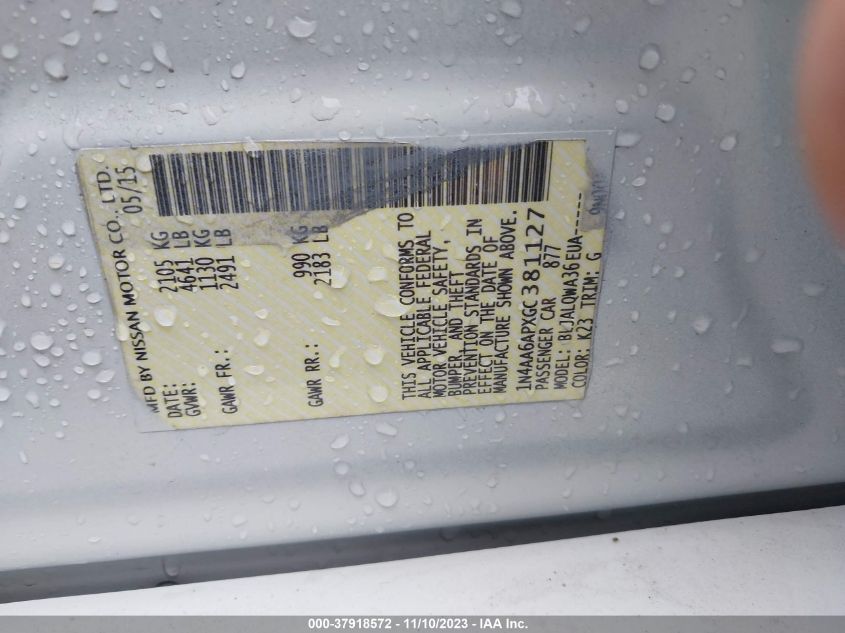 MFD BY NISSAN MOTOR CO., LTD.
DATE: 05/15
GVWR: 2105 KG
4641 LB
GAWR FR.: 1130 KG
2491 LB
GAWR RR.: 990 KG
2183 LB
THIS VEHICLE CONFORMS TO
ALL APPLICABLE FEDERAL
MOTOR VEHICLE SAFETY,
BUMPER, AND THEFT
PREVENTION STANDARDS IN
EFFECT ON THE DATE OF
MANUFACTURE SHOWN ABOVE.
1N4AA6APXGC381127
PASSENGER CAR 877
MODEL: BLJALQWA36EUA-----
COLOR: K23 TRIM: G
000-37918572 - 11/10/2023 - IAA Inc.